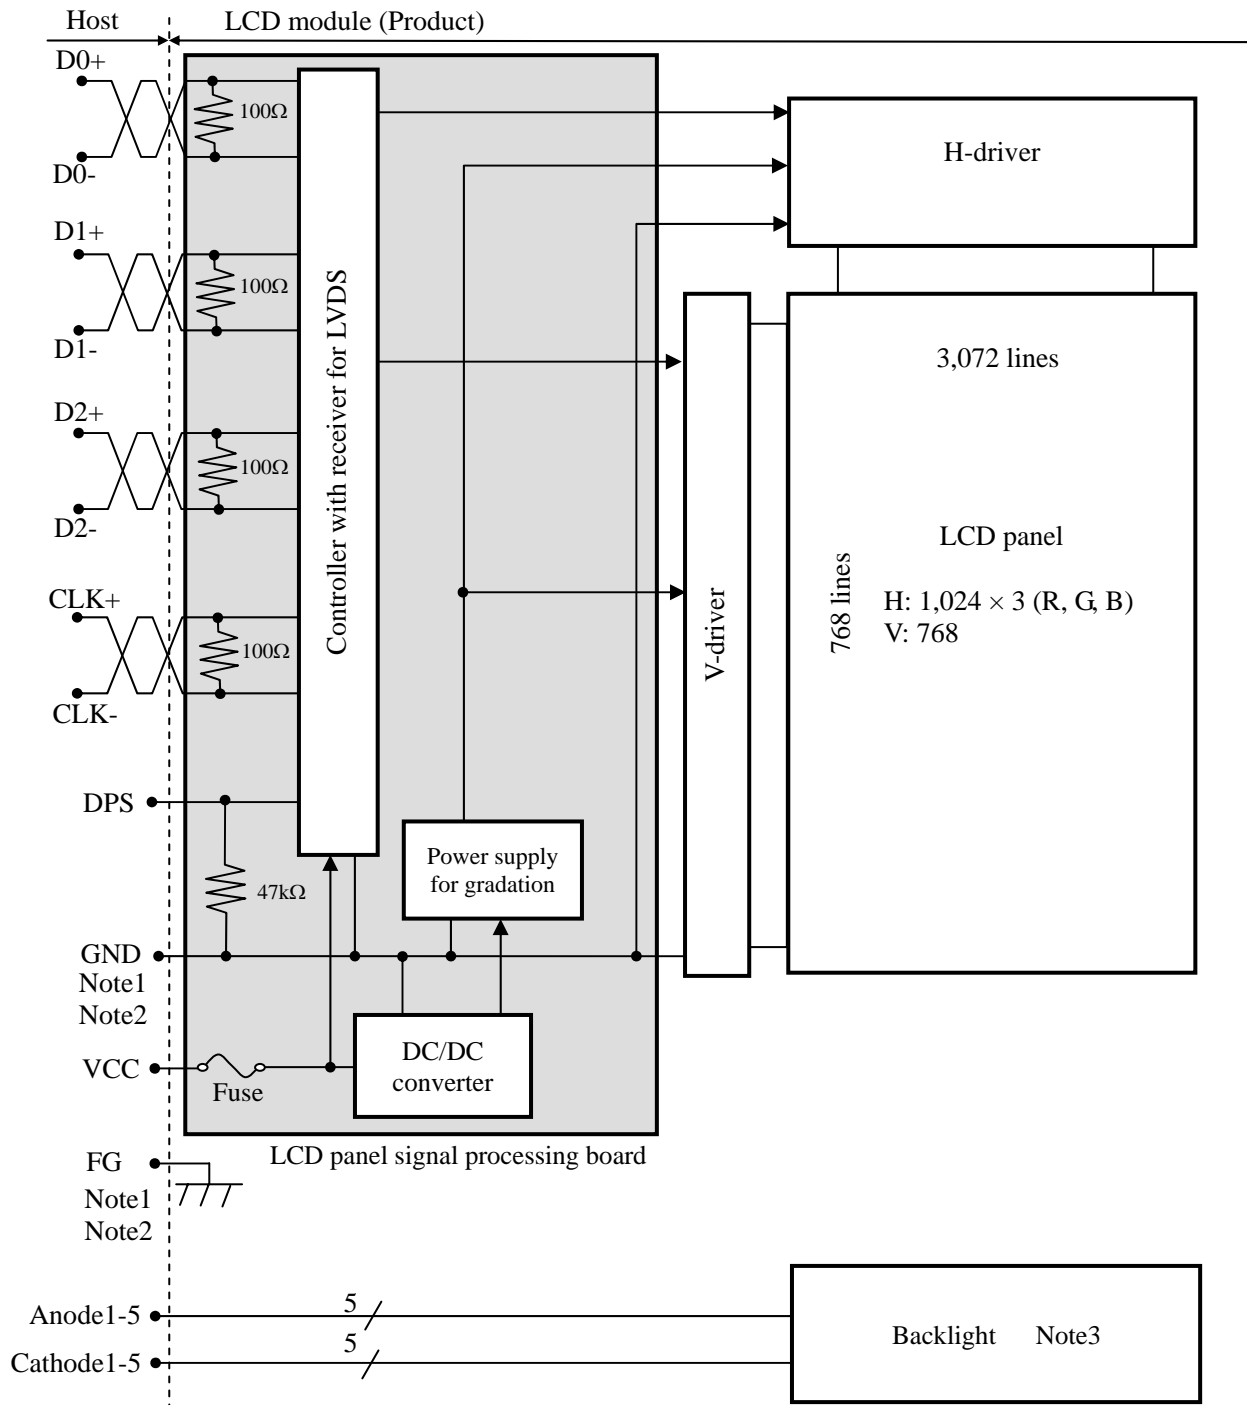 Host
LCD module (Product)
D0+
100Ω
D0-
H-driver
D1+
100Ω
D1-
Controller with receiver for LVDS
3,072 lines
D2+
100Ω
D2-
LCD panel
768 lines
H: 1,024 × 3 (R, G, B)
V: 768
V-driver
CLK+
100Ω
CLK-
DPS
Power supply
for gradation
47kΩ
GND
Note1
Note2
VCC
Fuse
DC/DC
converter
LCD panel signal processing board
FG
Note1
Note2
Anode1-5
5
Cathode1-5
5
Backlight Note3